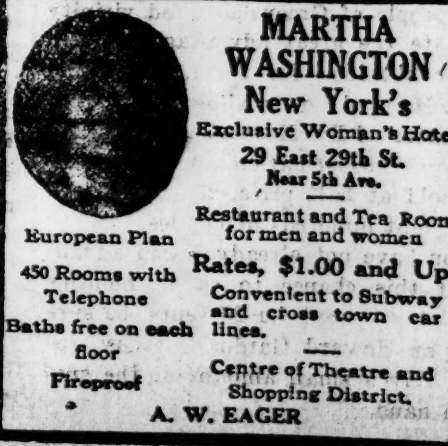 MARTHA
WASHINGTON
New York's
Exclusive Woman's Hote
29 East 29th St.
Near 5th Ave.
Restaurant and Tea Room
for men and women
Rates, $1.00 and Up
Convenient to Subway
and cross town car
lines.
Centre of Theatre and
Shopping District.
European Plan
450 Rooms with
Telephone
Baths free on each
floor
Fireproof
A. W. EAGER